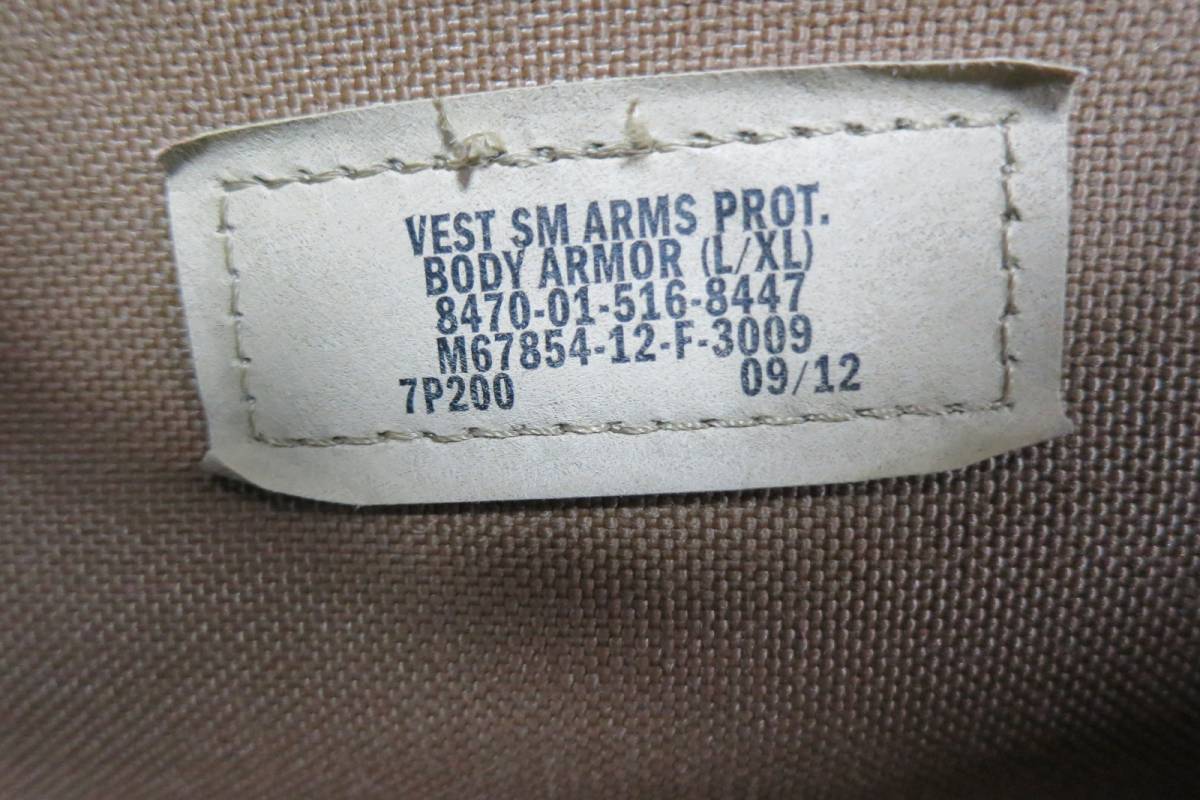 VEST SM ARMS PROT.
BODY ARMOR (L/XL)
8470-01-516-8447
M67854-12-F-3009
7P200 09/12